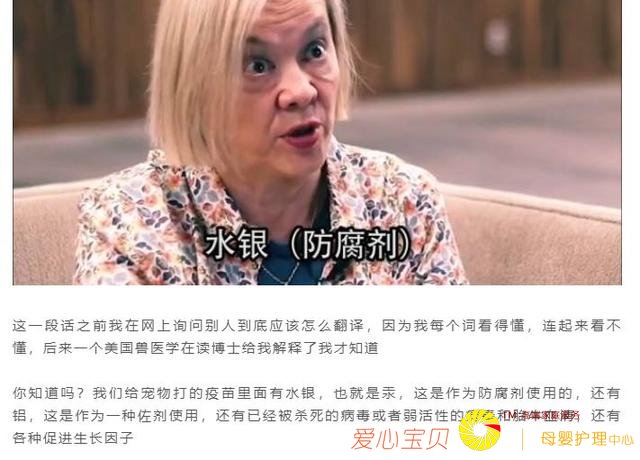 水银（防腐剂）
这一段话之前我在网上询问别人到底应该怎么翻译，因为我每个词看得懂，连起来看不
懂，后来一个美国兽医学在读博士给我解释了我才知道
你知道吗？我们给宠物打的疫苗里面有水银，也就是汞，这是作为防腐剂使用的，还有
铝，这是作为一种佐剂使用，还有已经被杀死的病毒或者弱活性的 还有
各种促进生长因子
爱心宝贝
母婴护理中心